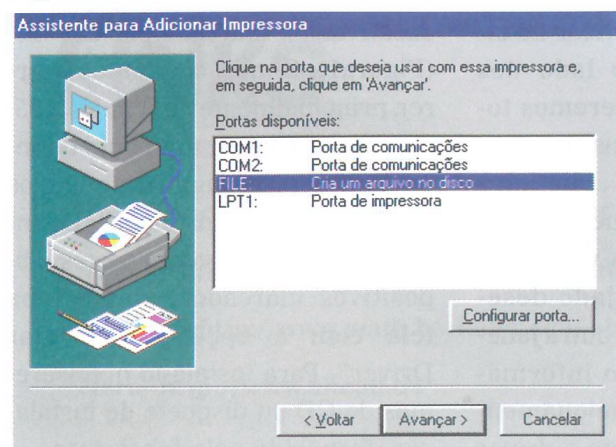 Assistente para Adicionar Impressora
Clique na porta que deseja usar com essa impressora e,
em seguida, clique em 'Avançar'.
Portas disponíveis:
COM1: Porta de comunicações
COM2: Porta de comunicações
FILE: Cria um arquivo no disco
LPT1: Porta de impressora
Configurar porta...
< Voltar Avançar > Cancelar